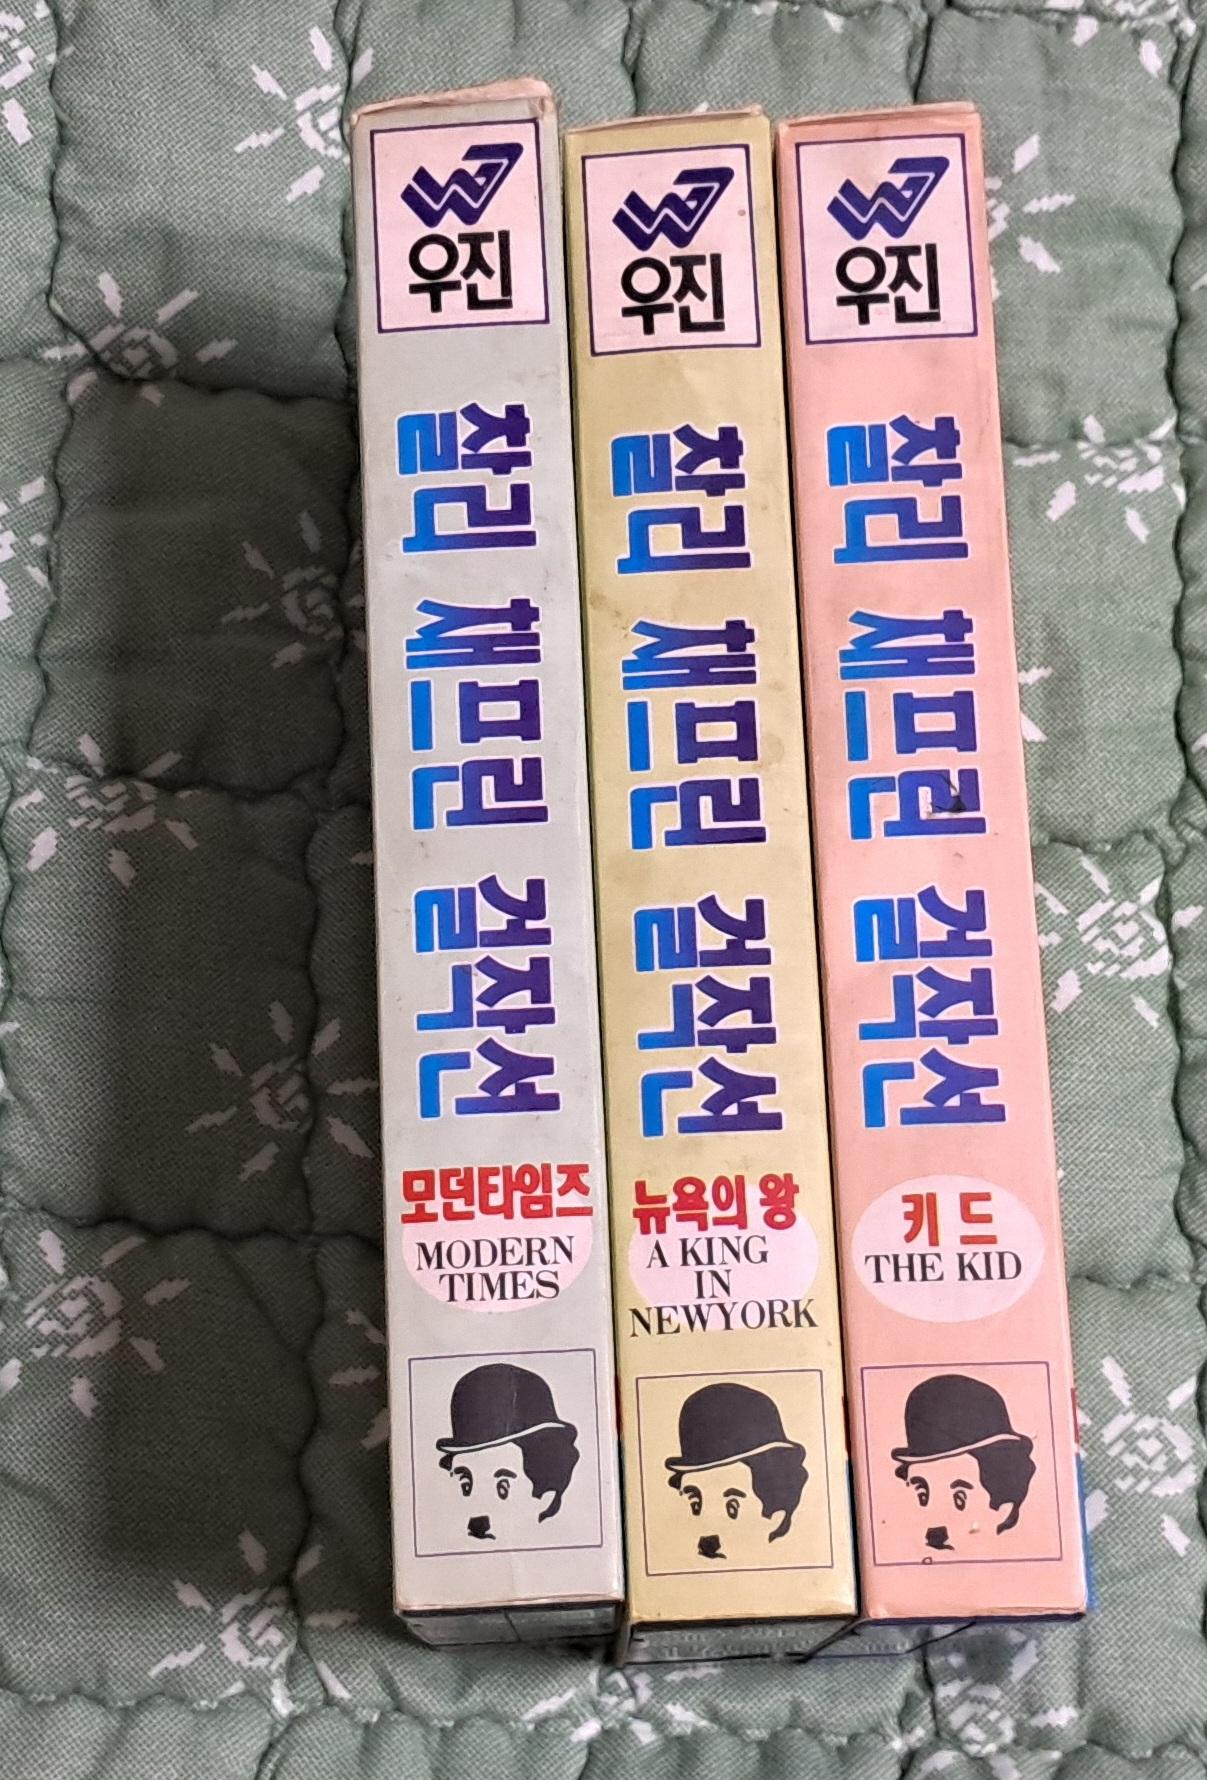 우진
찰리 채프린 걸작선
모던타임즈
MODERN
TIMES
우진
찰리 채프린 걸작선
뉴욕의 왕
A KING
IN
NEWYORK
우진
찰리 채프린 걸작선
키드
THE KID